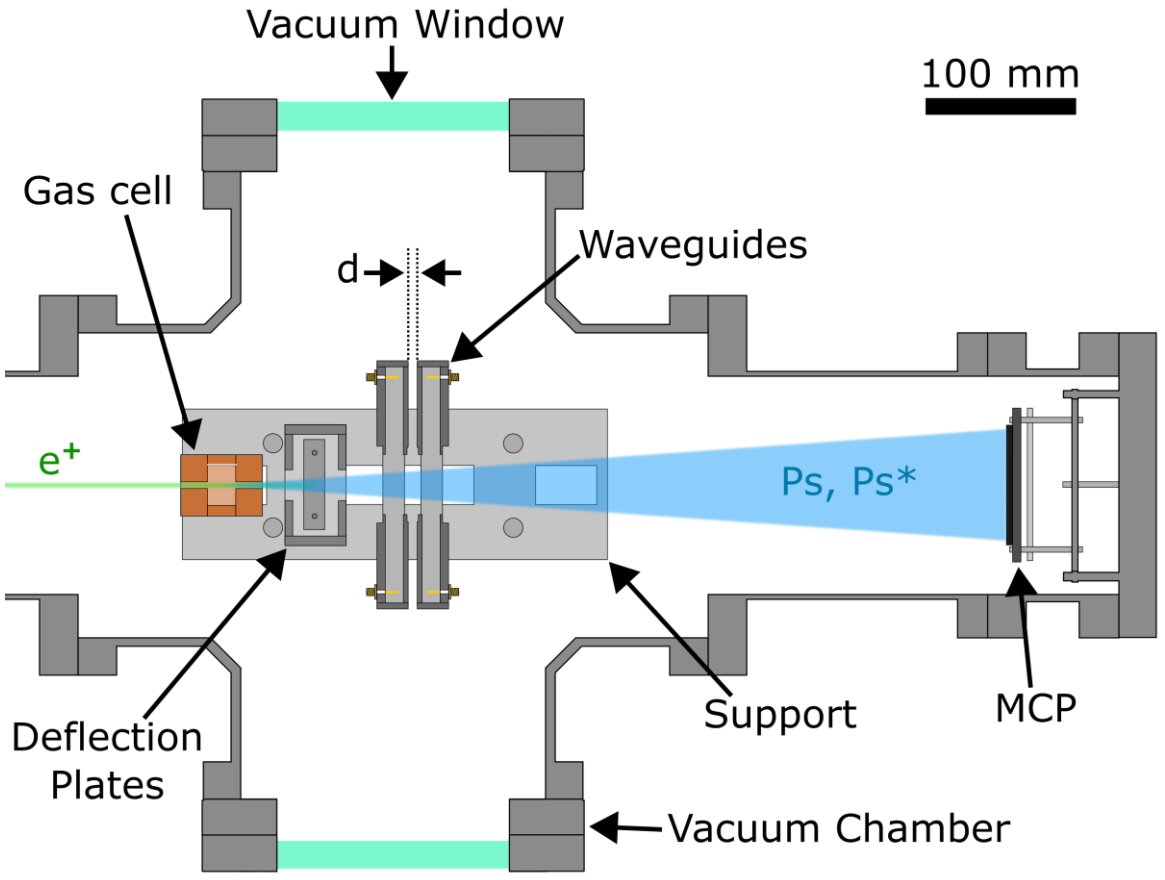 Vacuum Window
100 mm
Gas cell
Waveguides
d
e⁺
Ps, Ps*
Support
MCP
Deflection
Plates
Vacuum Chamber